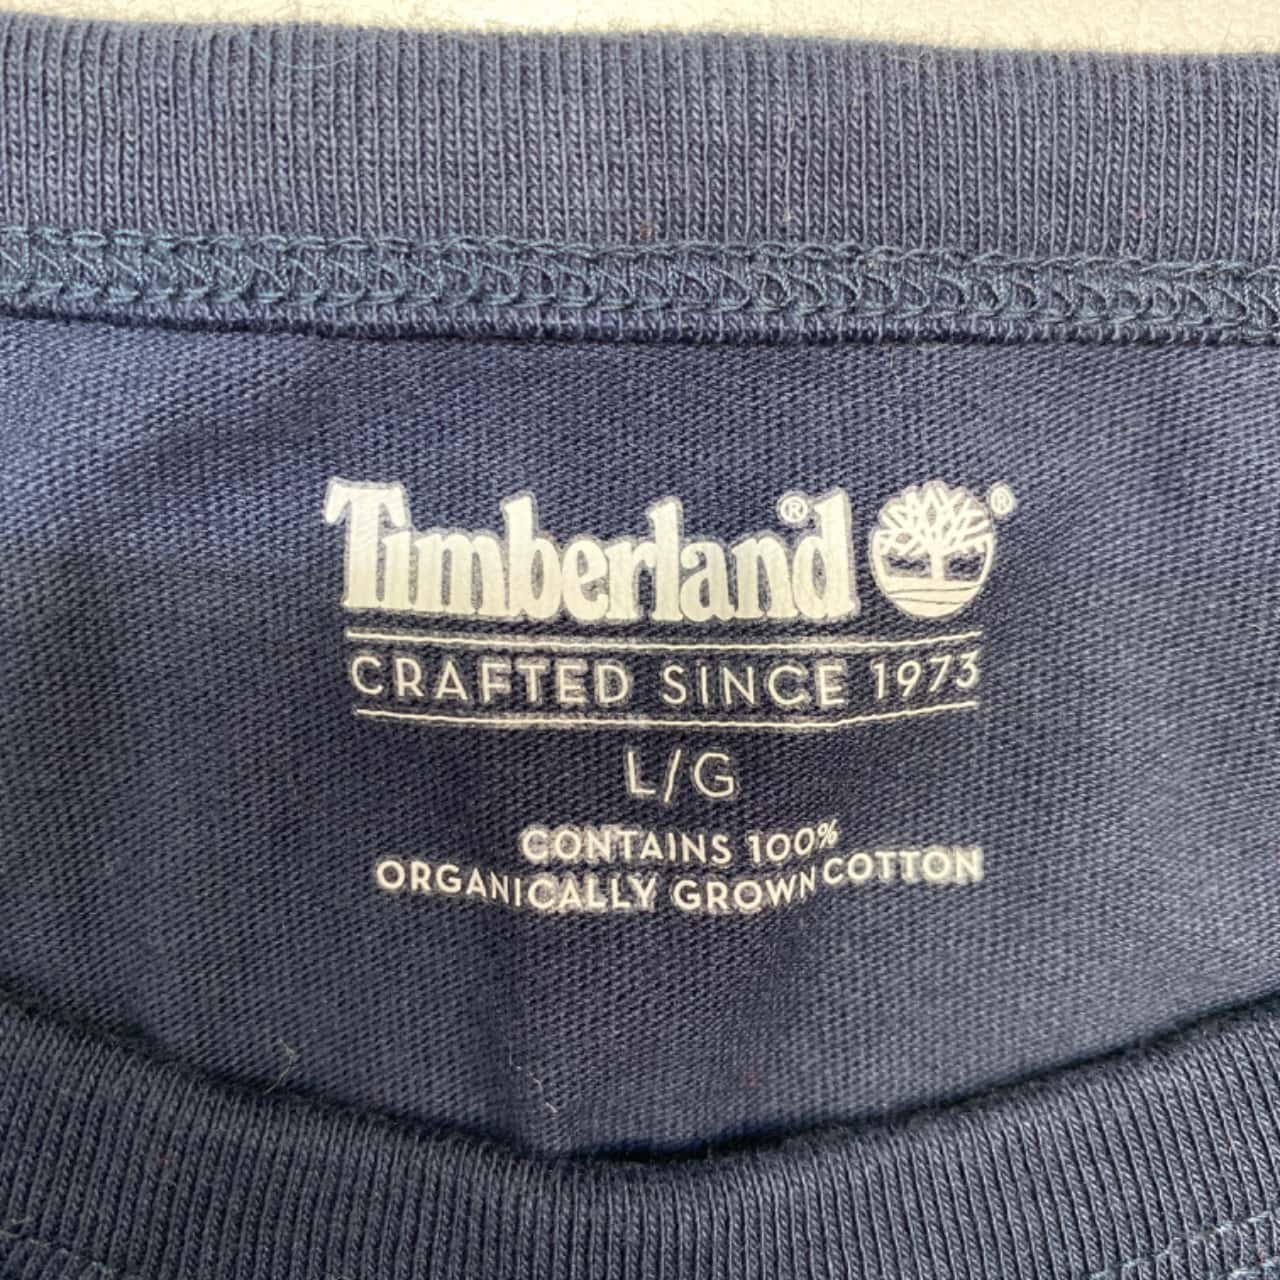 Timberland® ®
CRAFTED SINCE 1973
L/G
CONTAINS 100%
ORGANICALLY GROWN COTTON